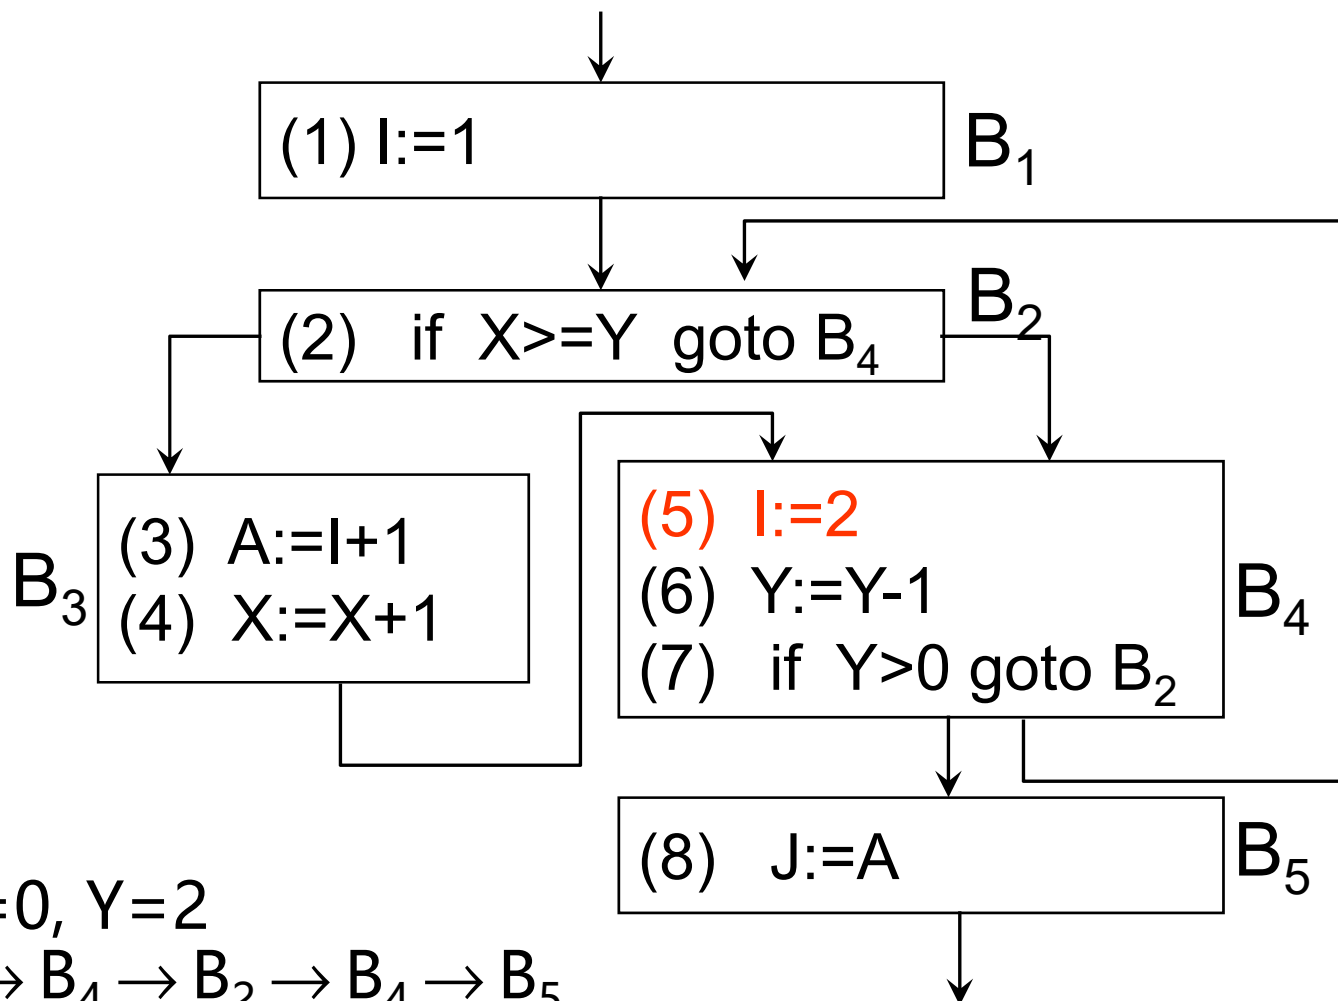 (1) I:=1
B₁
B₂
(2) if X>=Y goto B₄
(3) A:=I+1
(4) X:=X+1
B₃
(5) I:=2
(6) Y:=Y-1
(7) if Y>0 goto B₂
B₄
(8) J:=A
B₅
=0, Y=2
→ B₄ → B₂ → B₄ → B₅